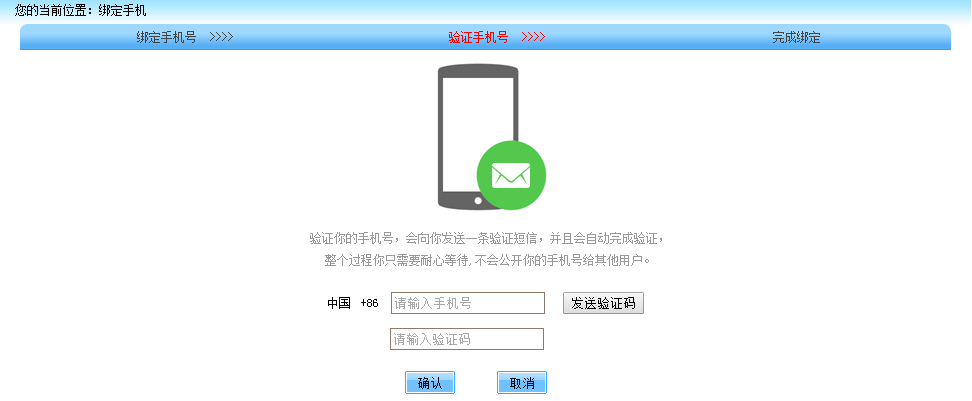 您的当前位置：绑定手机
绑定手机号 >>>> 验证手机号 >>>> 完成绑定
验证你的手机号，会向你发送一条验证短信，并且会自动完成验证，
整个过程你只需要耐心等待,不会公开你的手机号给其他用户。
中国 +86 请输入手机号 发送验证码
请输入验证码
确认 取消